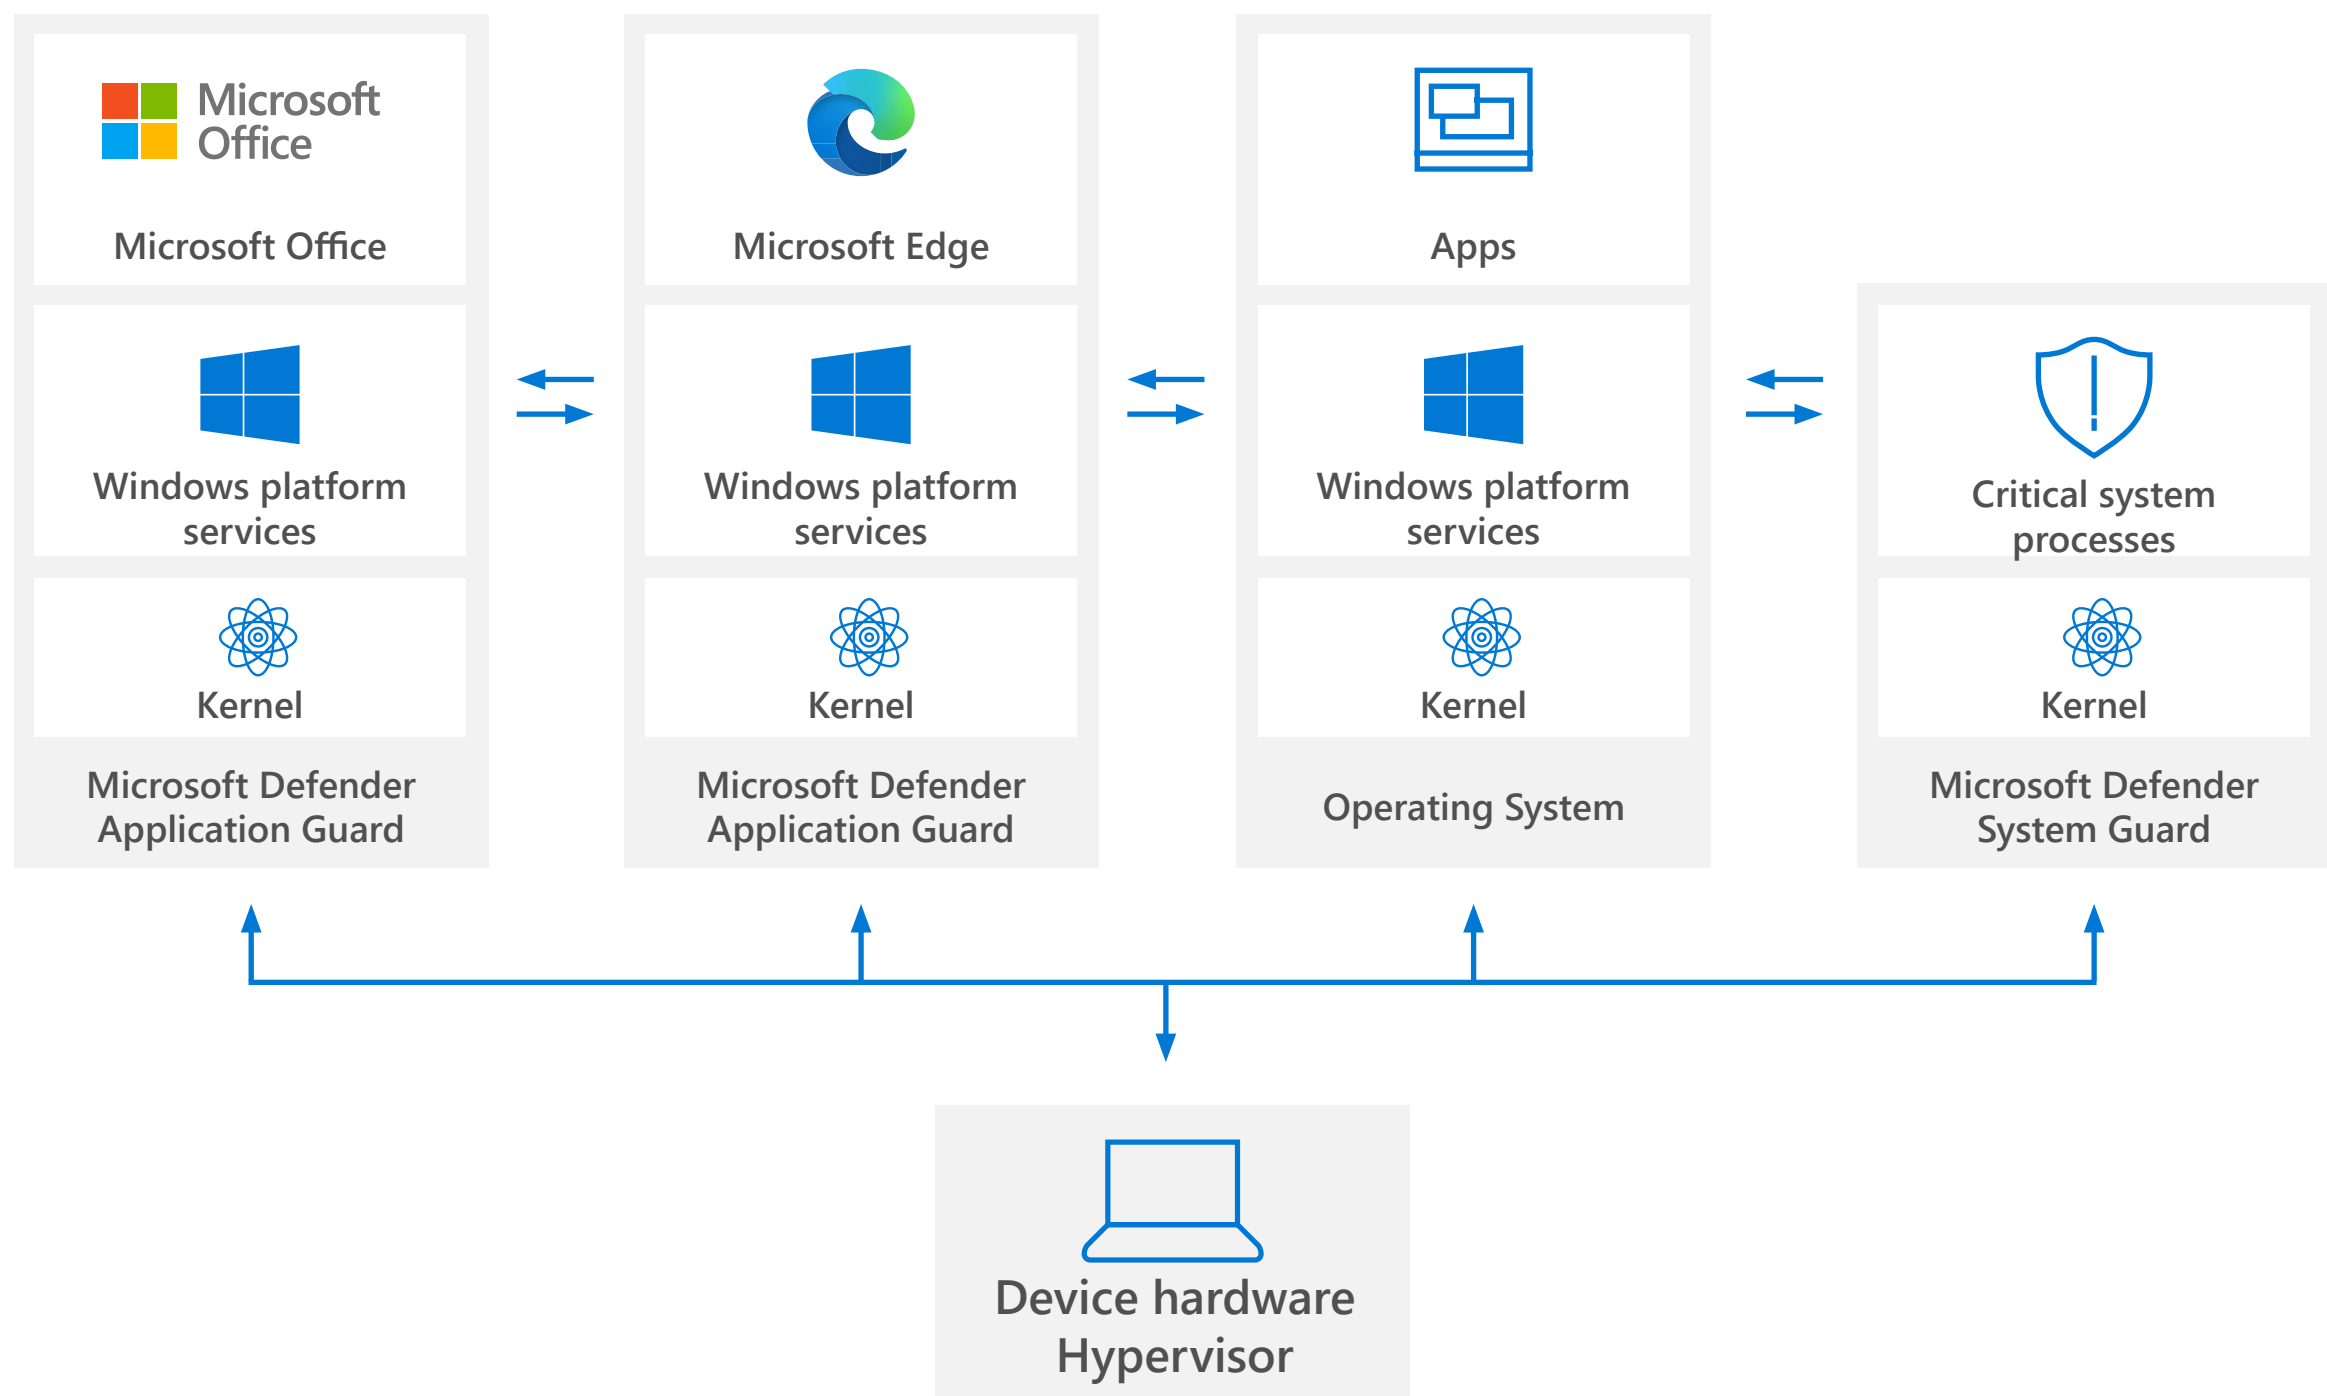 Microsoft
Office
Microsoft Office
Windows platform
services
Kernel
Microsoft Defender
Application Guard
Microsoft Edge
Windows platform
services
Kernel
Microsoft Defender
Application Guard
Apps
Windows platform
services
Kernel
Operating System
Critical system
processes
Kernel
Microsoft Defender
System Guard
Device hardware
Hypervisor